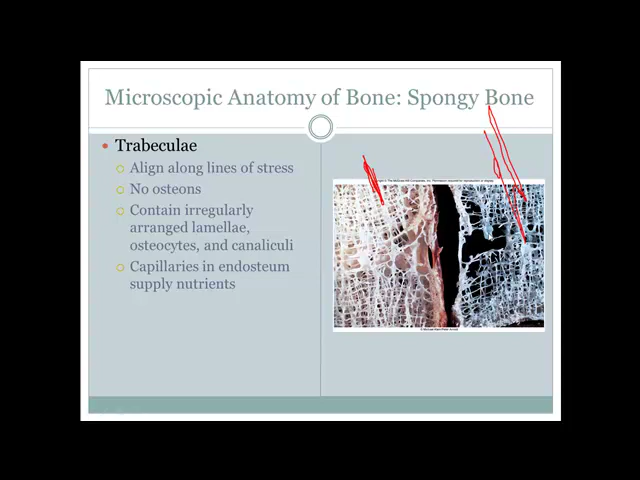 Microscopic Anatomy of Bone: Spongy Bone
Trabeculae
Align along lines of stress
No osteons
Contain irregularly
arranged lamellae,
osteocytes, and canaliculi
Capillaries in endosteum
supply nutrients